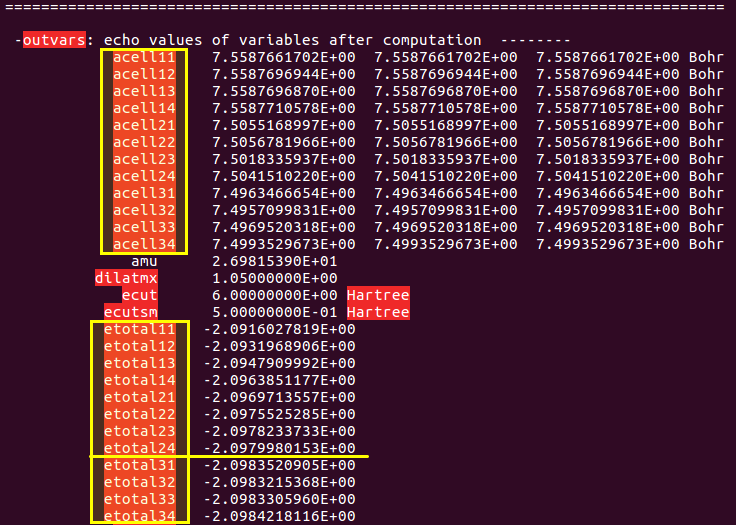 ================================================================================
-outvars: echo values of variables after computation --------
acell11 7.5587661702E+00 7.5587661702E+00 7.5587661702E+00 Bohr
acell12 7.5587696944E+00 7.5587696944E+00 7.5587696944E+00 Bohr
acell13 7.5587696870E+00 7.5587696870E+00 7.5587696870E+00 Bohr
acell14 7.5587710578E+00 7.5587710578E+00 7.5587710578E+00 Bohr
acell21 7.5055168997E+00 7.5055168997E+00 7.5055168997E+00 Bohr
acell22 7.5056781966E+00 7.5056781966E+00 7.5056781966E+00 Bohr
acell23 7.5018335937E+00 7.5018335937E+00 7.5018335937E+00 Bohr
acell24 7.5041510220E+00 7.5041510220E+00 7.5041510220E+00 Bohr
acell31 7.4963466654E+00 7.4963466654E+00 7.4963466654E+00 Bohr
acell32 7.4957099831E+00 7.4957099831E+00 7.4957099831E+00 Bohr
acell33 7.4969520318E+00 7.4969520318E+00 7.4969520318E+00 Bohr
acell34 7.4993529673E+00 7.4993529673E+00 7.4993529673E+00 Bohr
amu 2.69815390E+01
dilatmx 1.05000000E+00
ecut 6.00000000E+00 Hartree
ecutsm 5.00000000E-01 Hartree
etotal11 -2.0916027819E+00
etotal12 -2.0931968906E+00
etotal13 -2.0947909992E+00
etotal14 -2.0963851177E+00
etotal21 -2.0969713557E+00
etotal22 -2.0975525285E+00
etotal23 -2.0978233733E+00
etotal24 -2.0979980153E+00
etotal31 -2.0983520905E+00
etotal32 -2.0983215368E+00
etotal33 -2.0983305960E+00
etotal34 -2.0984218116E+00